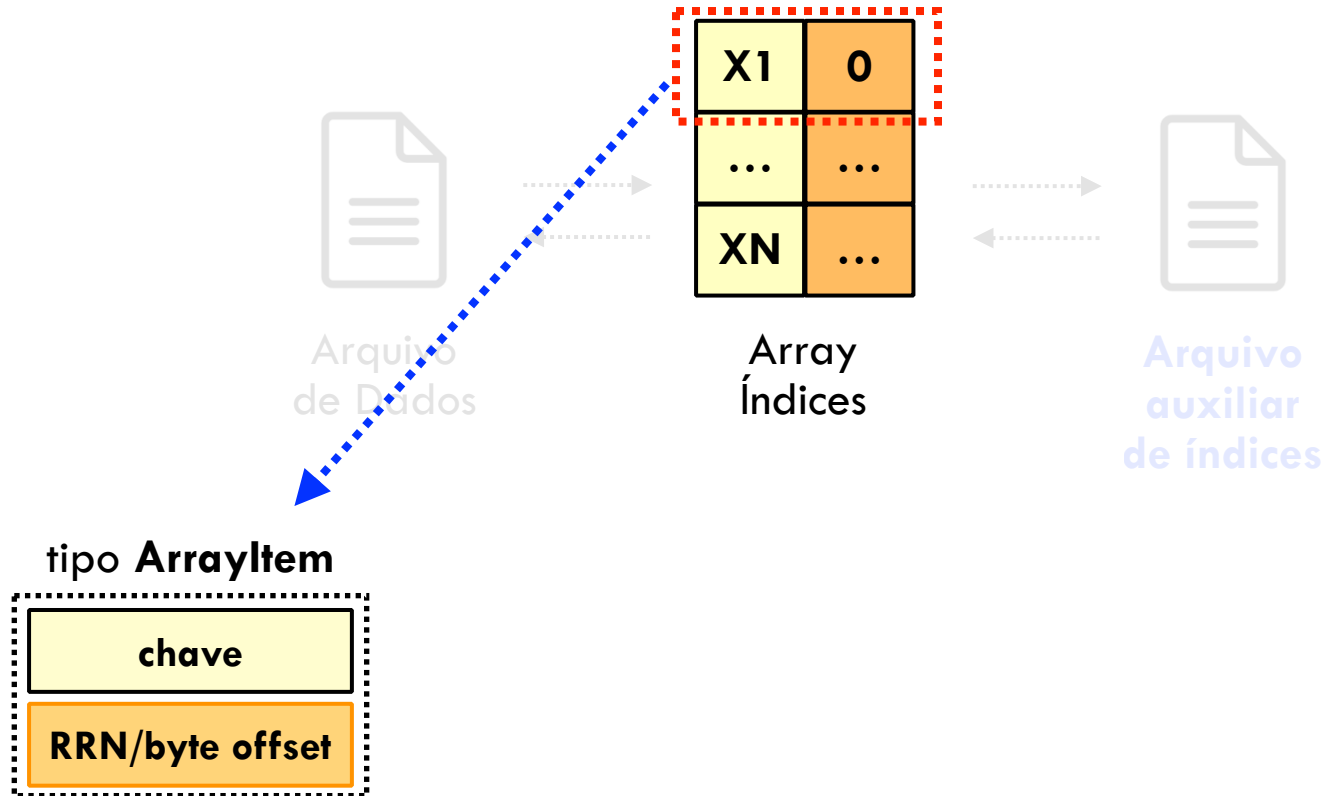 X1 0
... ...
XN ...
Arquivo
de Dados
Array
Índices
Arquivo
auxiliar
de índices
tipo ArrayItem
chave
RRN/byte offset